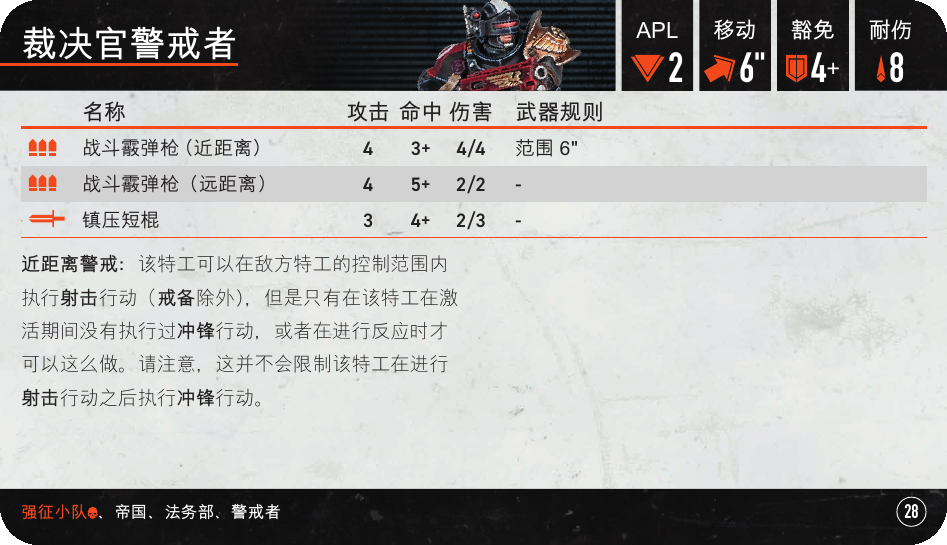 裁决官警戒者
APL 移动 豁免 耐伤
2 6" 4+ 8
名称 攻击 命中 伤害 武器规则
战斗霰弹枪（近距离） 4 3+ 4/4 范围 6"
战斗霰弹枪（远距离） 4 5+ 2/2 -
镇压短棍 3 4+ 2/3 -
近距离警戒：该特工可以在敌方特工的控制范围内
执行射击行动（戒备除外），但是只有在该特工在激
活期间没有执行过冲锋行动，或者在进行反应时才
可以这么做。请注意，这并不会限制该特工在进行
射击行动之后执行冲锋行动。
强征小队、帝国、法务部、警戒者
28